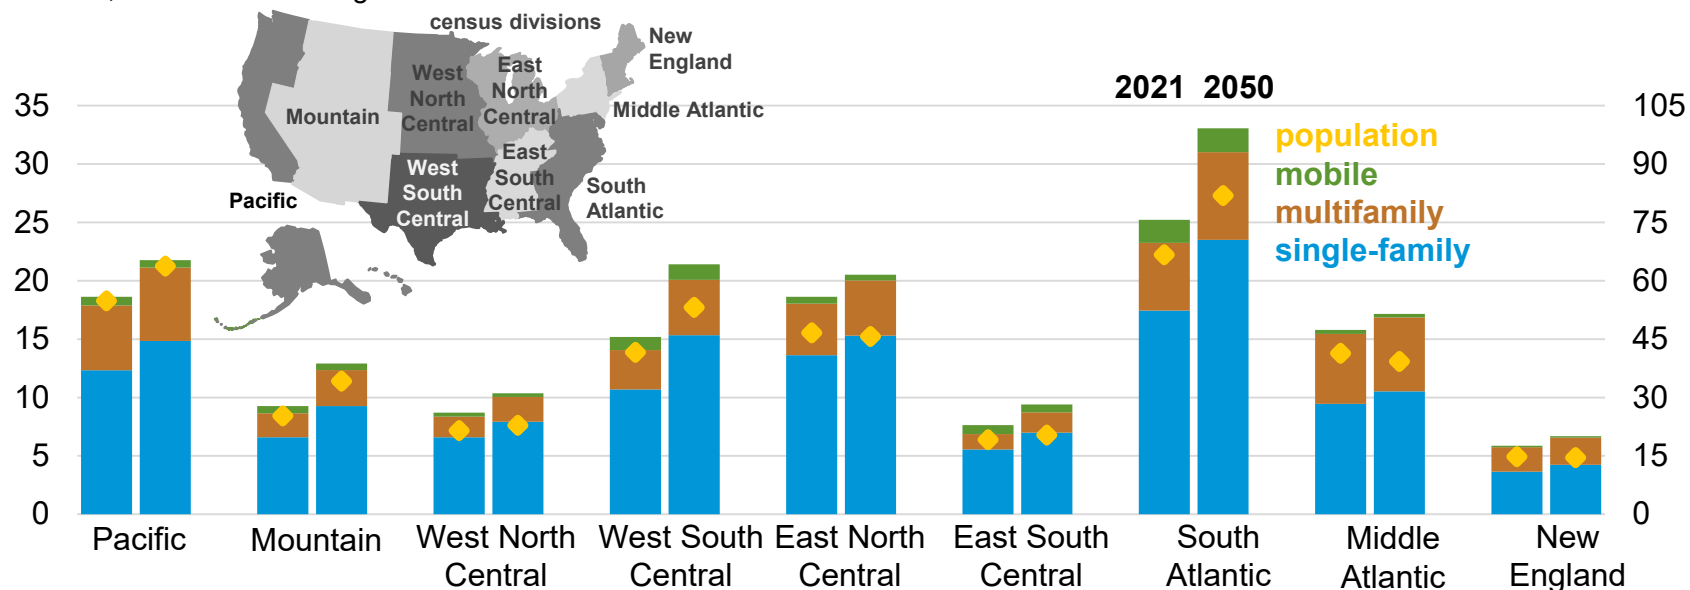 census divisions
New
England
West
North
Central
East
North
Central
Mountain
Middle Atlantic
West
South
Central
East
South
Central
South
Atlantic
Pacific
2021 2050
population
mobile
multifamily
single-family
35
30
25
20
15
10
5
0
105
90
75
60
45
30
15
0
Pacific
Mountain
West North
Central
West South
Central
East North
Central
East South
Central
South
Atlantic
Middle
Atlantic
New
England